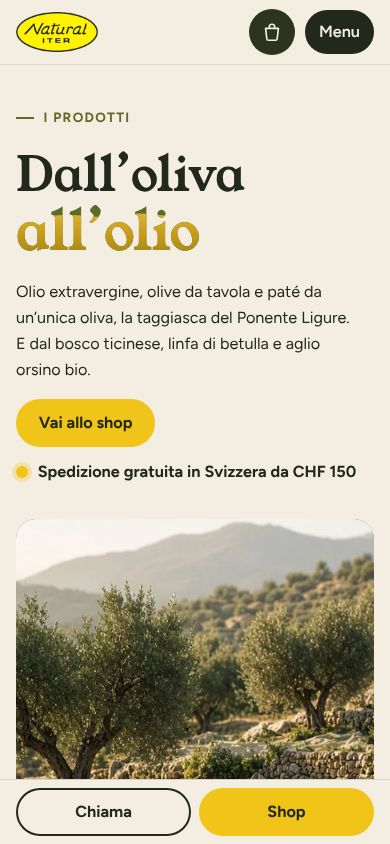 Natural
ITER
Menu
I PRODOTTI
Dall’oliva
all’olio
Olio extravergine, olive da tavola e paté da
un’unica oliva, la taggiasca del Ponente Ligure.
E dal bosco ticinese, linfa di betulla e aglio
orsino bio.
Vai allo shop
Spedizione gratuita in Svizzera da CHF 150
Chiama
Shop